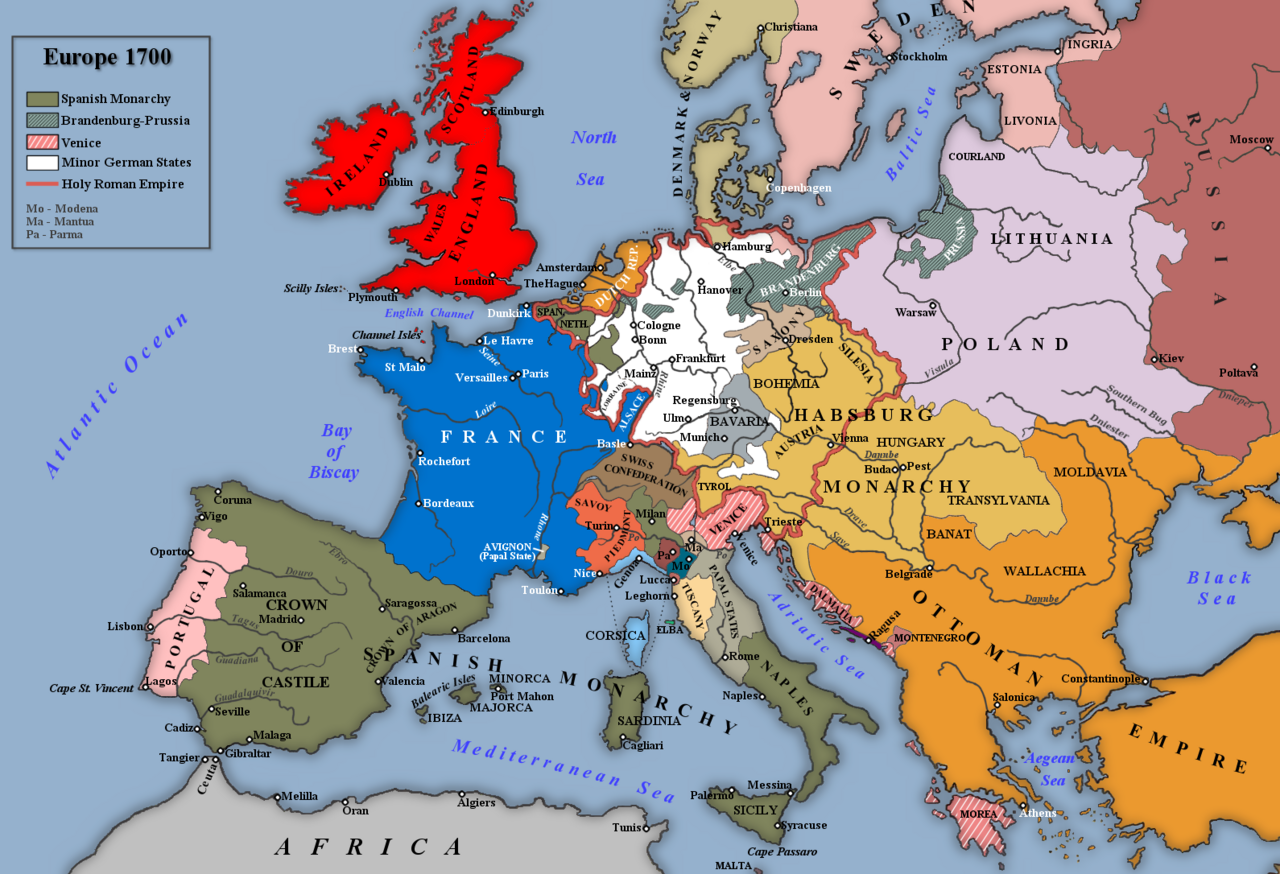 Europe 1700
Spanish Monarchy
Brandenburg-Prussia
Venice
Minor German States
Holy Roman Empire
Mo - Modena
Ma - Mantua
Pa - Parma
NORWAY
Christiana
SWEDEN
Stockholm
INGRIA
ESTONIA
LIVONIA
Baltic Sea
RUSSIA
Moscow
SCOTLAND
Edinburgh
North
Sea
DENMARK &
Copenhagen
COURLAND
IRELAND
Dublin
WALES
ENGLAND
London
Plymouth
Scilly Isles
English Channel
Channel Isles
Atlantic Ocean
Amsterdam
The Hague
DUTCH REP.
Hamburg
Elbe
Hanover
BRANDENBURG
Berlin
PRUSSIA
LITHUANIA
Warsaw
POLAND
Vistula
Kiev
Poltava
Dnieper
Southern Bug
Dniester
Dunkirk
SPAN.
NETH.
Cologne
Bonn
Frankfurt
Mainz
Rhine
LORRAINE
ALSACE
SAXONY
Dresden
SILESIA
BOHEMIA
Regensburg
Ulm
BAVARIA
Munich
AUSTRIA
Vienna
HABSBURG
MONARCHY
HUNGARY
Danube
Buda
Pest
TRANSYLVANIA
MOLDAVIA
BANAT
WALLACHIA
Belgrade
Danube
Drave
Save
Brest
St Malo
Le Havre
Seine
Versailles
Paris
Loire
FRANCE
Bay
of
Biscay
Rochefort
Bordeaux
Rhone
AVIGNON
(Papal State)
Toulon
Nice
Basle
SWISS
CONFEDERATION
TYROL
SAVOY
PIEDMONT
Turin
Milan
Po
VENICE
Venice
Trieste
Pa
Ma
Mo
Po
Genoa
Lucca
Leghorn
TUSCANY
PAPAL STATES
Rome
ELBA
CORSICA
Adriatic Sea
DALMATIA
Ragusa
MONTENEGRO
OTTOMAN
EMPIRE
Black
Sea
Constantinople
Salonica
Aegean
Sea
Athens
MOREA
Coruna
Vigo
Oporto
PORTUGAL
Lisbon
Lagos
Cape St. Vincent
Douro
Ebro
Salamanca
Madrid
Tagus
Guadiana
Guadalquivir
CROWN
OF
CASTILE
Saragossa
CROWN OF ARAGON
Barcelona
Valencia
SPANISH MONARCHY
Seville
Cadiz
Malaga
Gibraltar
Tangier
Ceuta
Balearic Isles
MINORCA
Port Mahon
MAJORCA
IBIZA
SARDINIA
Cagliari
NAPLES
Naples
Mediterranean Sea
Messina
Palermo
SICILY
Syracuse
Cape Passaro
MALTA
Melilla
Oran
Algiers
Tunis
AFRICA